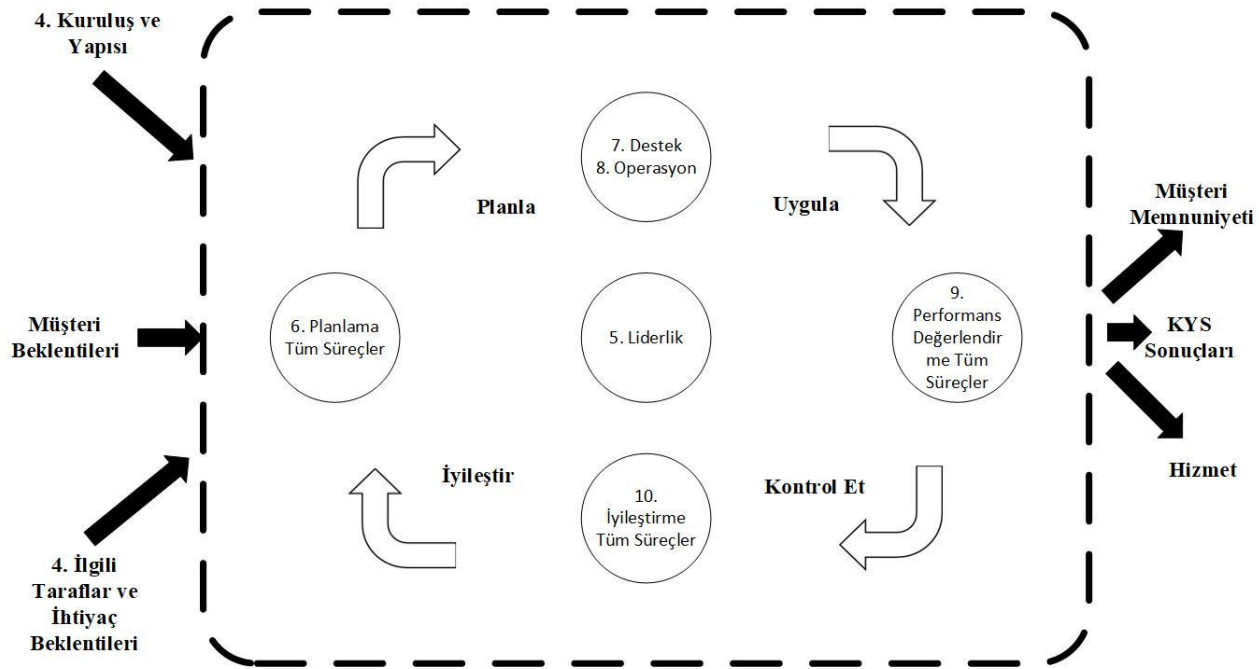 4. Kuruluş ve
Yapısı
Müşteri
Beklentileri
4. İlgili
Taraflar ve
İhtiyaç
Beklentileri
7. Destek
8. Operasyon
Planla
Uygula
6. Planlama
Tüm Süreçler
5. Liderlik
9.
Performans
Değerlendir
me Tüm
Süreçler
İyileştir
Kontrol Et
10.
İyileştirme
Tüm Süreçler
Müşteri
Memnuniyeti
KYS
Sonuçları
Hizmet